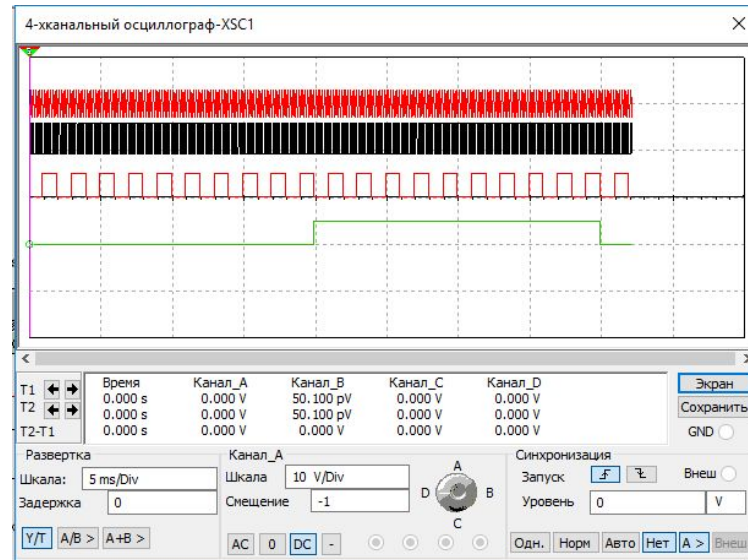 4-хканальный осциллограф-XSC1
T1
T2
T2-T1
Время Канал_A Канал_B Канал_C Канал_D
0.000 s 0.000 V 50.100 pV 0.000 V 0.000 V
0.000 s 0.000 V 50.100 pV 0.000 V 0.000 V
0.000 s 0.000 V 0.000 V 0.000 V 0.000 V
Экран
Сохранить
GND
Развертка
Шкала: 5 ms/Div
Задержка 0
Y/T A/B > A+B >
Канал_A
Шкала 10 V/Div
Смещение -1
AC 0 DC -
A
D B
C
Синхронизация
Запуск Внеш
Уровень 0 V
Одн. Норм Авто Нет A > Внеш